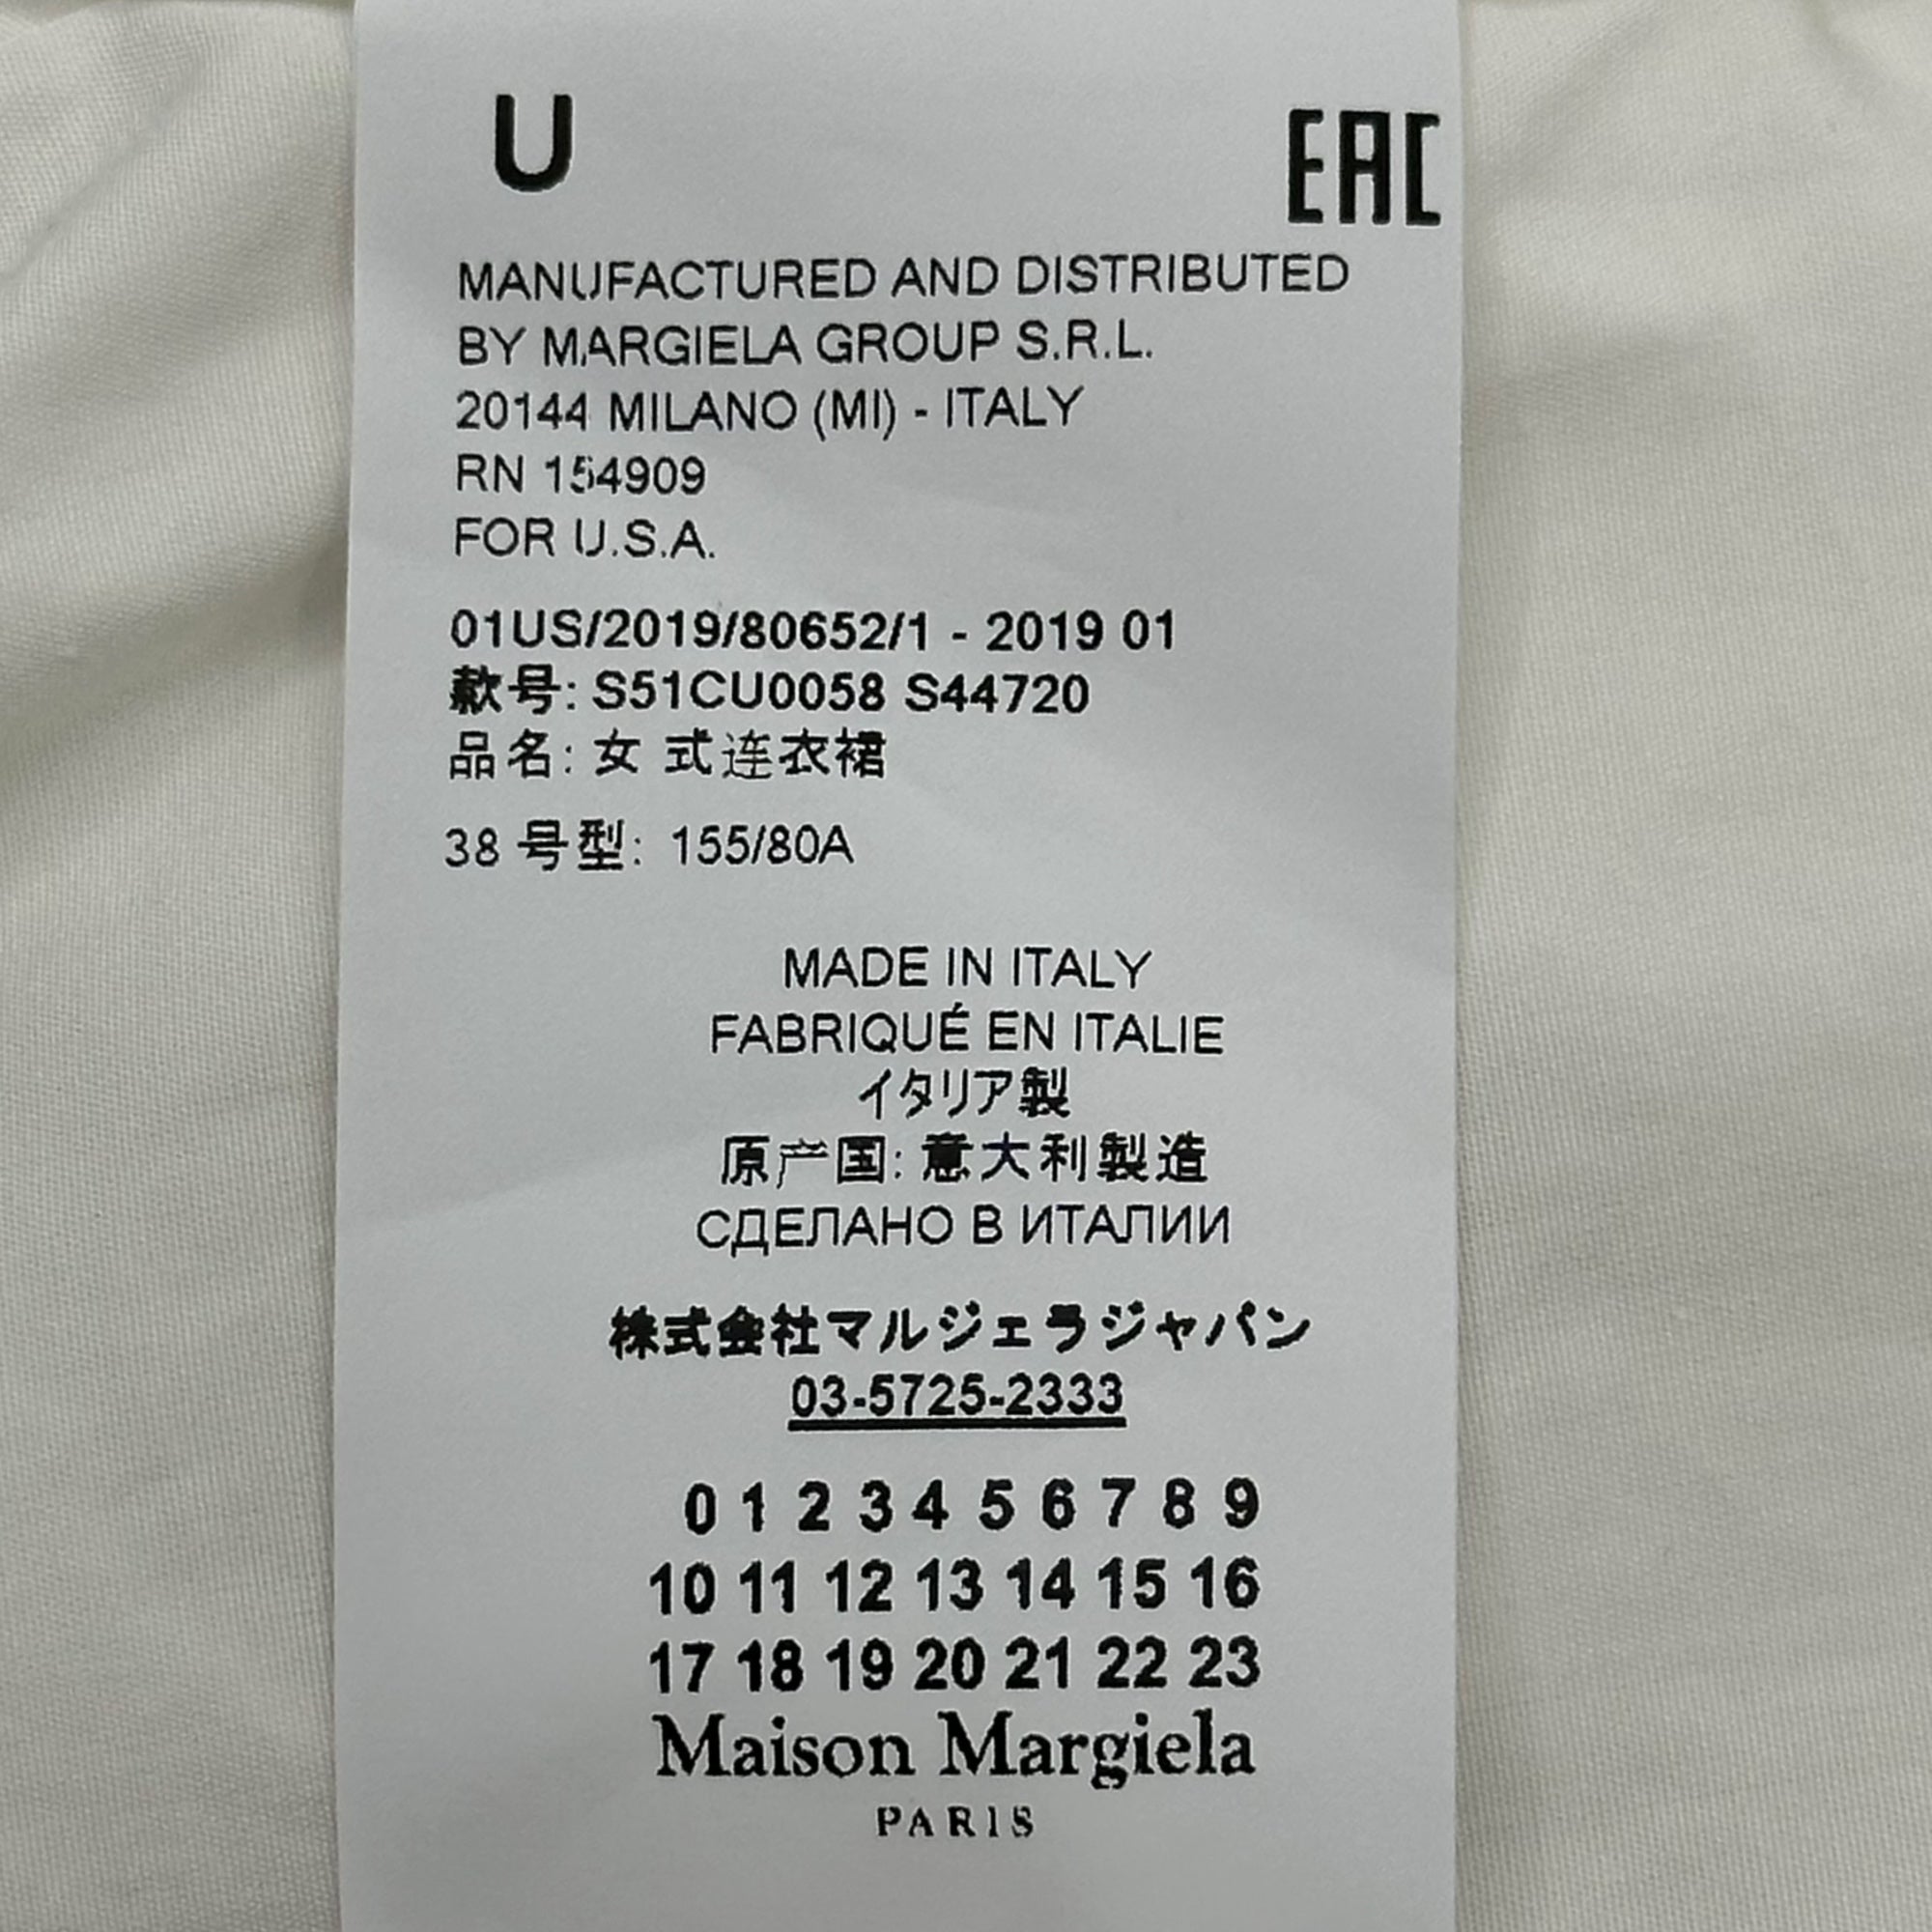 U
EAC
MANUFACTURED AND DISTRIBUTED
BY MARGIELA GROUP S.R.L.
20144 MILANO (MI) - ITALY
RN 154909
FOR U.S.A.
01US/2019/80652/1 - 2019 01
款号: S51CU0058 S44720
品名: 女 式连衣裙
38 号型: 155/80A
MADE IN ITALY
FABRIQUÉ EN ITALIE
イタリア製
原产国: 意大利製造
СДЕЛАНО В ИТАЛИИ
株式会社マルジェラジャパン
03-5725-2333
0 1 2 3 4 5 6 7 8 9
10 11 12 13 14 15 16
17 18 19 20 21 22 23
Maison Margiela
PARIS